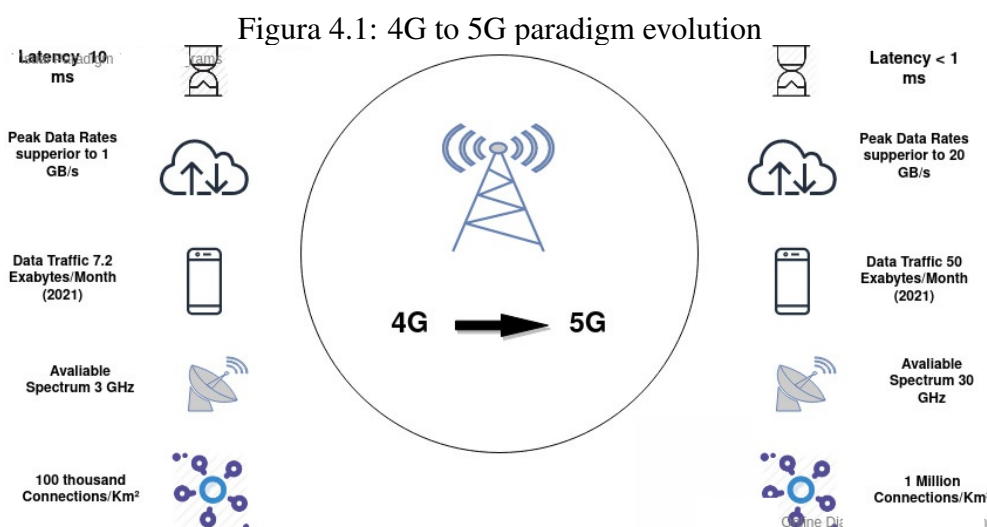 Figura 4.1: 4G to 5G paradigm evolution
Latency 10
ms
Peak Data Rates
supperior to 1
GB/s
Data Traffic 7.2
Exabytes/Month
(2021)
Avaliable
Spectrum 3 GHz
100 thousand
Connections/Km²
4G
5G
Latency < 1
ms
Peak Data Rates
supperior to 20
GB/s
Data Traffic 50
Exabytes/Month
(2021)
Avaliable
Spectrum 30
GHz
1 Million
Connections/Km²